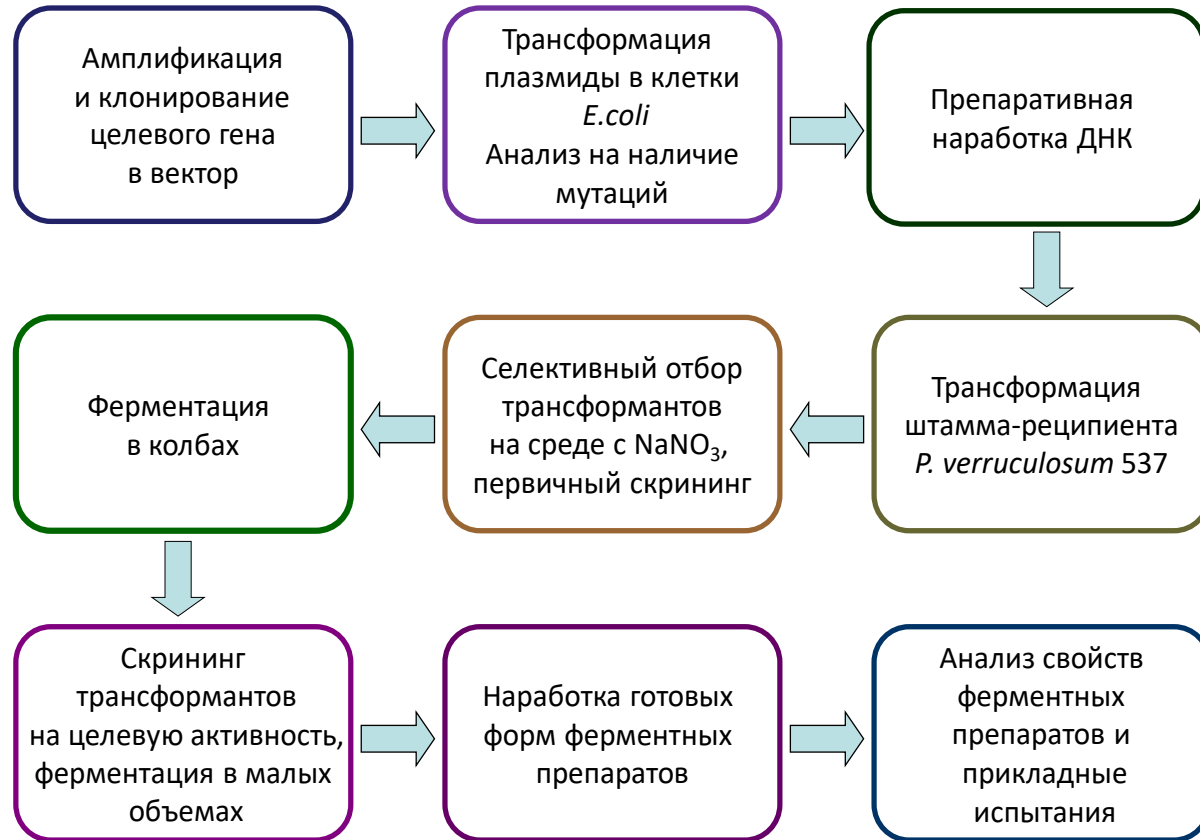 Амплификация
и клонирование
целевого гена
в вектор
Трансформация
плазмиды в клетки
E.coli
Анализ на наличие
мутаций
Препаративная
наработка ДНК
Трансформация
штамма-реципиента
P. verruculosum 537
Селективный отбор
трансформантов
на среде с NaNO₃,
первичный скрининг
Ферментация
в колбах
Скрининг
трансформантов
на целевую активность,
ферментация в малых
объемах
Наработка готовых
форм ферментных
препаратов
Анализ свойств
ферментных
препаратов и
прикладные
испытания